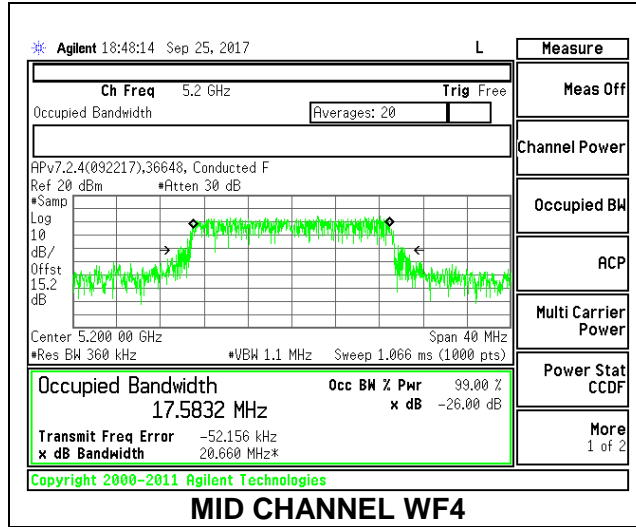 Agilent 18:48:14 Sep 25, 2017 L
Measure
Ch Freq 5.2 GHz Trig Free
Meas Off
Occupied Bandwidth Averages: 20
Channel Power
APv7.2.4(092217),36648, Conducted F
Ref 20 dBm #Atten 30 dB
#Samp
Log
10
dB/
Offst
15.2
dB
Occupied BW
ACP
Multi Carrier
Power
Center 5.200 00 GHz Span 40 MHz
#Res BW 360 kHz #VBW 1.1 MHz Sweep 1.066 ms (1000 pts)
Power Stat
CCDF
Occupied Bandwidth Occ BW % Pwr 99.00 %
17.5832 MHz x dB -26.00 dB
Transmit Freq Error -52.156 kHz
x dB Bandwidth 20.660 MHz*
More
1 of 2
Copyright 2000-2011 Agilent Technologies
MID CHANNEL WF4